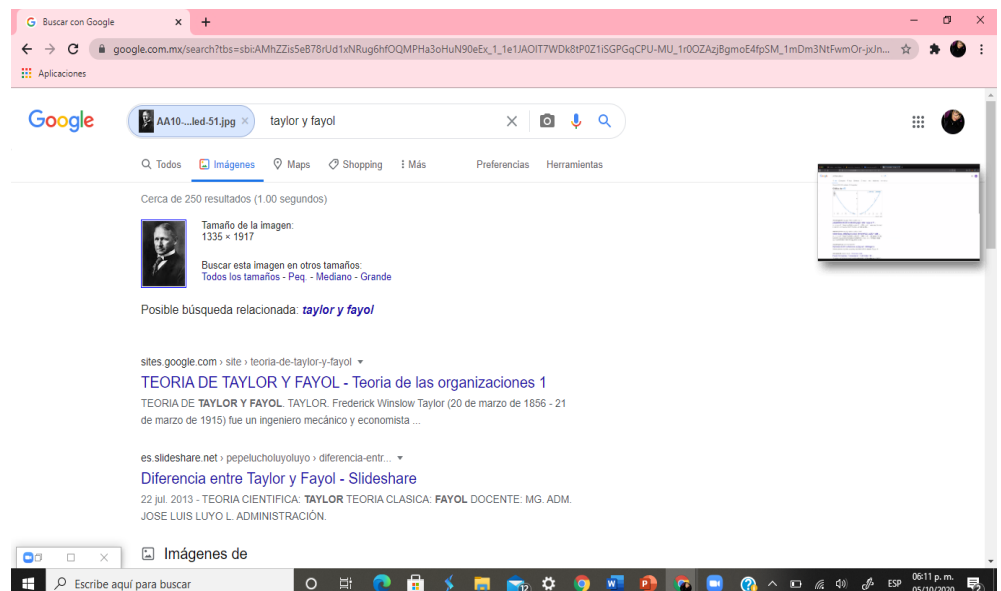 Buscar con Google
google.com.mx/search?tbs=sbi:AMhZZis5eB78rUd1xNRug6hfOQMPHa3oHuN90eEx_1_1e1JAOIT7WDk8tP0Z1iSGPGqCPU-MU_1r0OZAzjBgmoE4fpSM_1mDm3NtFwmOr-jxJn...
Aplicaciones
Google
AA10-...led-51.jpg × taylor y fayol
Todos Imágenes Maps Shopping Más Preferencias Herramientas
Cerca de 250 resultados (1.00 segundos)
Tamaño de la imagen:
1335 × 1917
Buscar esta imagen en otros tamaños:
Todos los tamaños - Peq. - Mediano - Grande
Posible búsqueda relacionada: taylor y fayol
sites.google.com › site › teoria-de-taylor-y-fayol
TEORIA DE TAYLOR Y FAYOL - Teoria de las organizaciones 1
TEORIA DE TAYLOR Y FAYOL. TAYLOR. Frederick Winslow Taylor (20 de marzo de 1856 - 21
de marzo de 1915) fue un ingeniero mecánico y economista ...
es.slideshare.net › pepelucholuyoluyo › diferencia-entr...
Diferencia entre Taylor y Fayol - Slideshare
22 jul. 2013 - TEORIA CIENTIFICA: TAYLOR TEORIA CLASICA: FAYOL DOCENTE: MG. ADM.
JOSE LUIS LUYO L. ADMINISTRACIÓN.
Imágenes de
Escribe aquí para buscar
12
ESP
06:11 p. m.
05/10/2020
2